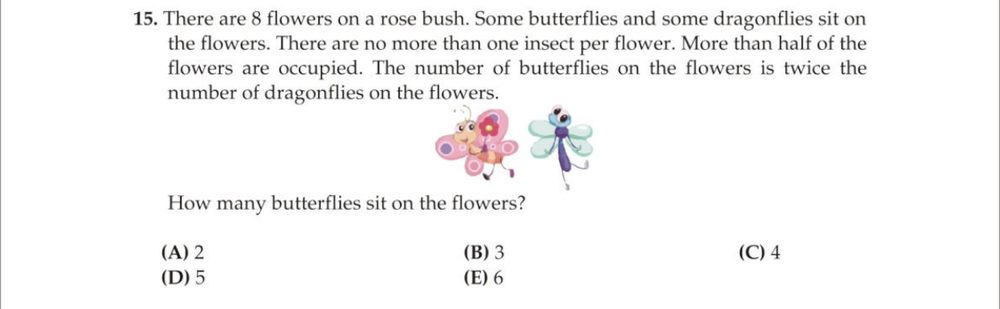 15. There are 8 flowers on a rose bush. Some butterflies and some dragonflies sit on
the flowers. There are no more than one insect per flower. More than half of the
flowers are occupied. The number of butterflies on the flowers is twice the
number of dragonflies on the flowers.
How many butterflies sit on the flowers?
(A) 2 (B) 3 (C) 4
(D) 5 (E) 6